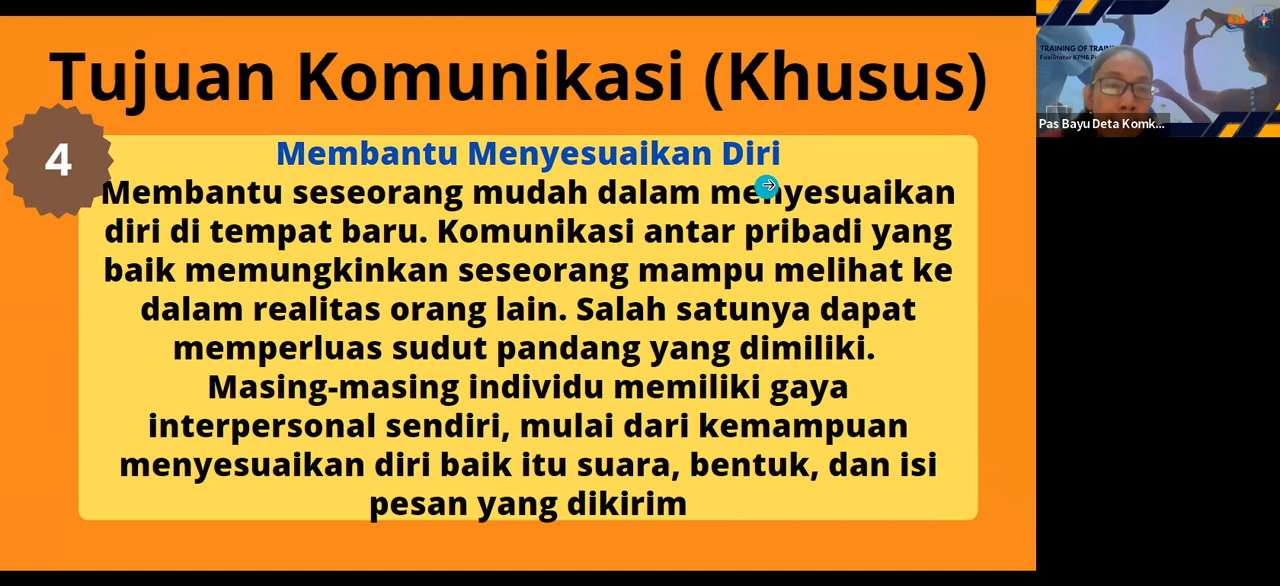 Tujuan Komunikasi (Khusus)
4
Membantu Menyesuaikan Diri
Membantu seseorang mudah dalam menyesuaikan
diri di tempat baru. Komunikasi antar pribadi yang
baik memungkinkan seseorang mampu melihat ke
dalam realitas orang lain. Salah satunya dapat
memperluas sudut pandang yang dimiliki.
Masing-masing individu memiliki gaya
interpersonal sendiri, mulai dari kemampuan
menyesuaikan diri baik itu suara, bentuk, dan isi
pesan yang dikirim
TRAINING OF
Fasilitator KPHB
Pas Bayu Deta Komk...